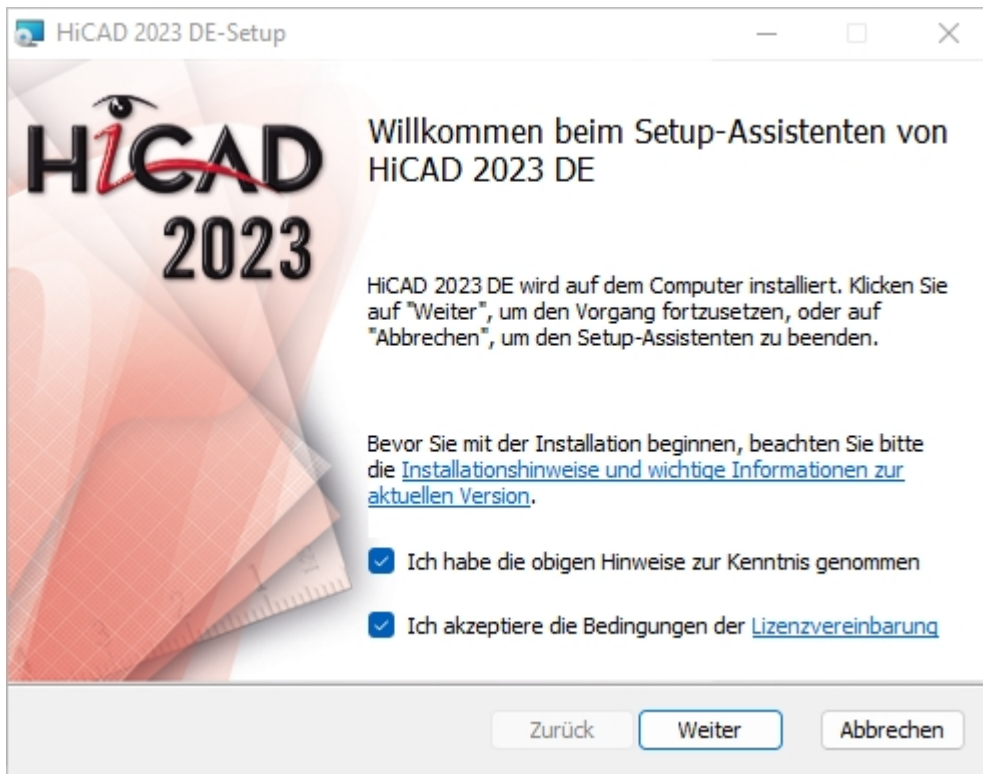 HiCAD 2023 DE-Setup
HiCAD
2023
Willkommen beim Setup-Assistenten von
HiCAD 2023 DE
HiCAD 2023 DE wird auf dem Computer installiert. Klicken Sie
auf "Weiter", um den Vorgang fortzusetzen, oder auf
"Abbrechen", um den Setup-Assistenten zu beenden.
Bevor Sie mit der Installation beginnen, beachten Sie bitte
die Installationshinweise und wichtige Informationen zur
aktuellen Version.
Ich habe die obigen Hinweise zur Kenntnis genommen
Ich akzeptiere die Bedingungen der Lizenzvereinbarung
Zurück
Weiter
Abbrechen